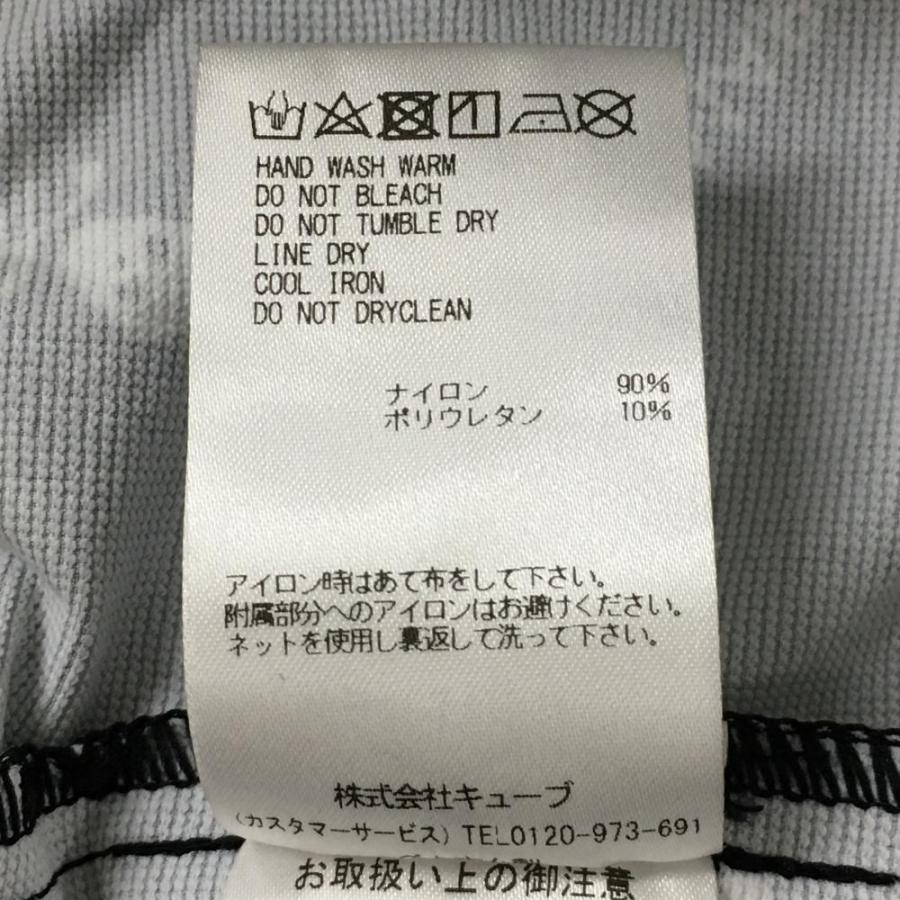 HAND WASH WARM
DO NOT BLEACH
DO NOT TUMBLE DRY
LINE DRY
COOL IRON
DO NOT DRYCLEAN
ナイロン 90%
ポリウレタン 10%
アイロン時はあて布をして下さい。
附属部分へのアイロンはお避けください。
ネットを使用し裏返して洗って下さい。
株式会社キューブ
(カスタマーサービス) TEL0120-973-691
お取扱い上の御注意